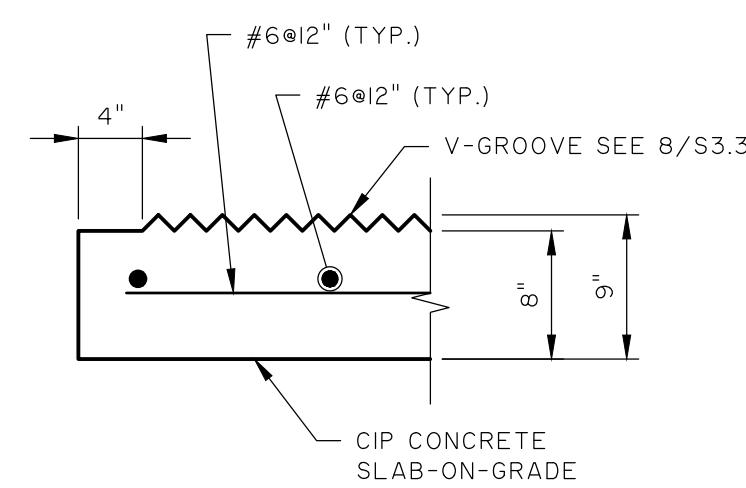 #6@12" (TYP.)
#6@12" (TYP.)
4"
V-GROOVE SEE 8/S3.3
8"
9"
CIP CONCRETE
SLAB-ON-GRADE